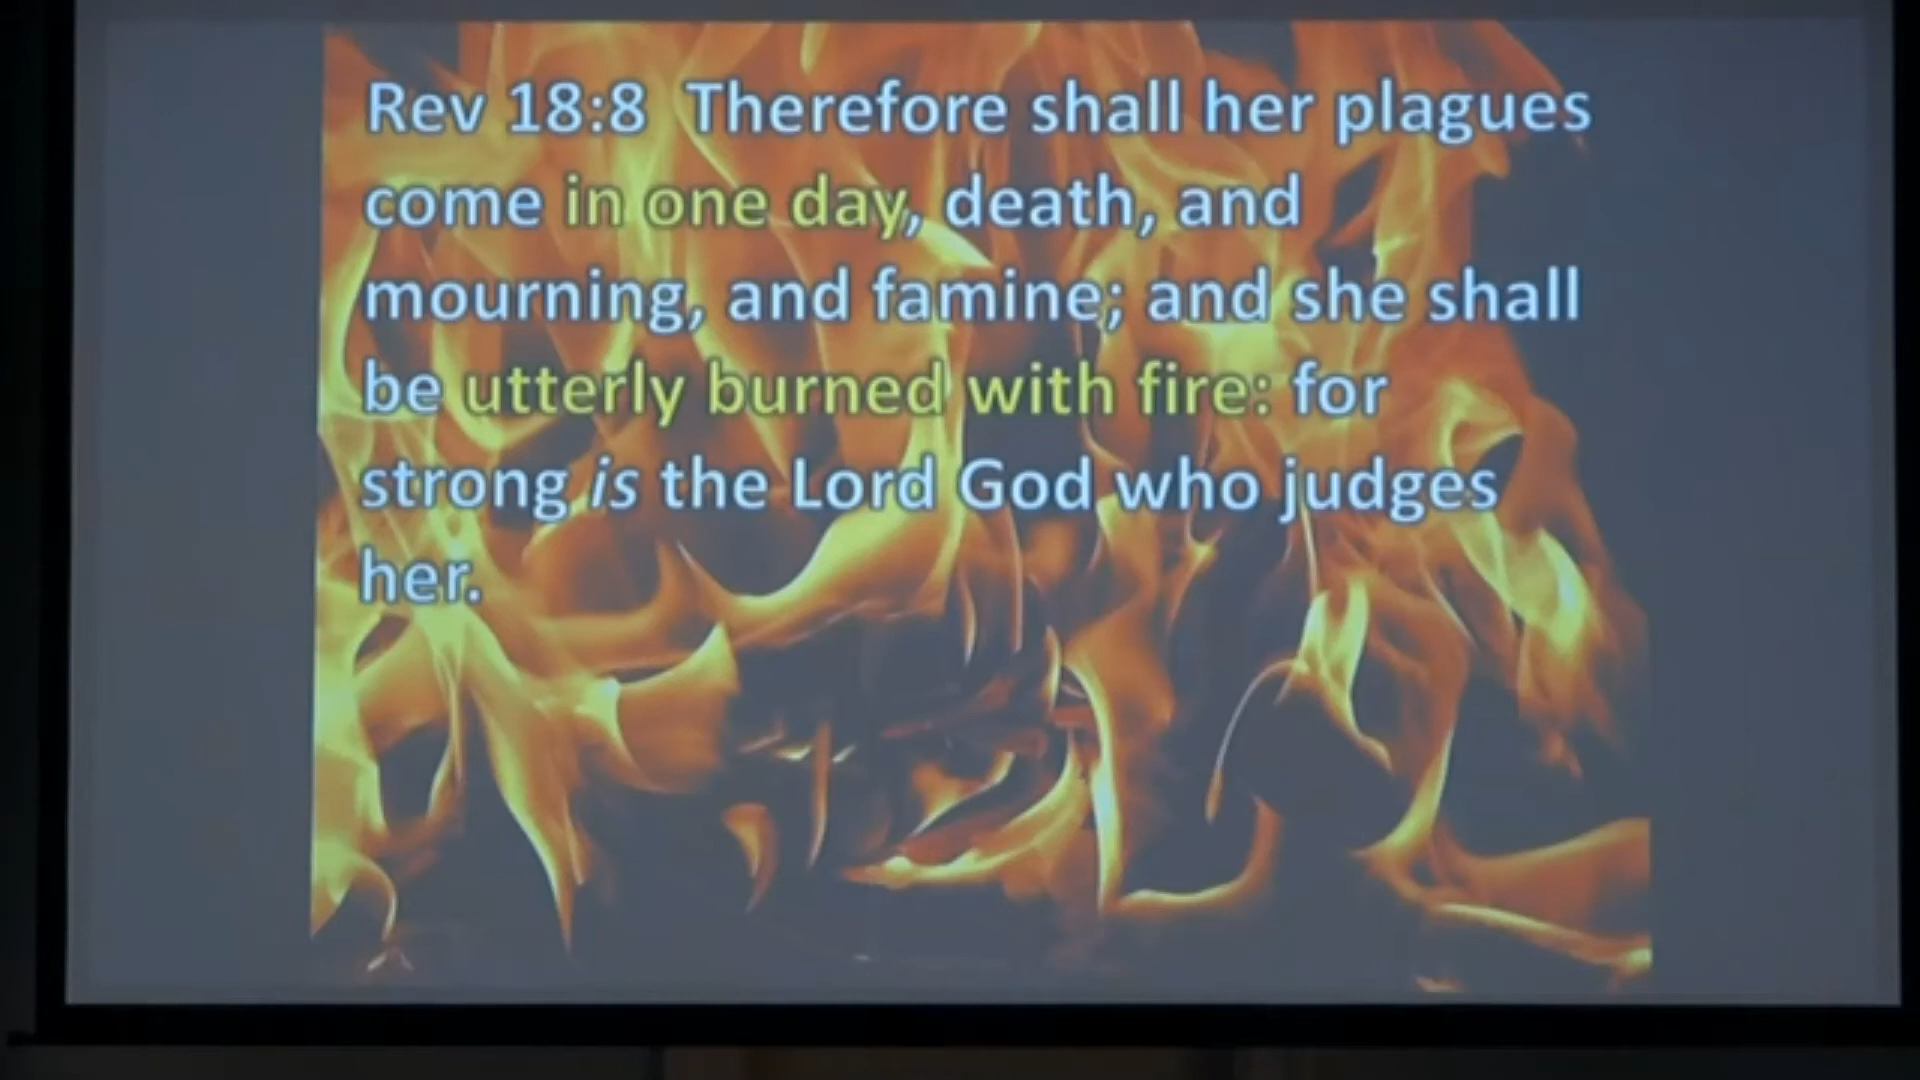 Rev 18:8 Therefore shall her plagues
come in one day, death, and
mourning, and famine; and she shall
be utterly burned with fire: for
strong is the Lord God who judges
her.